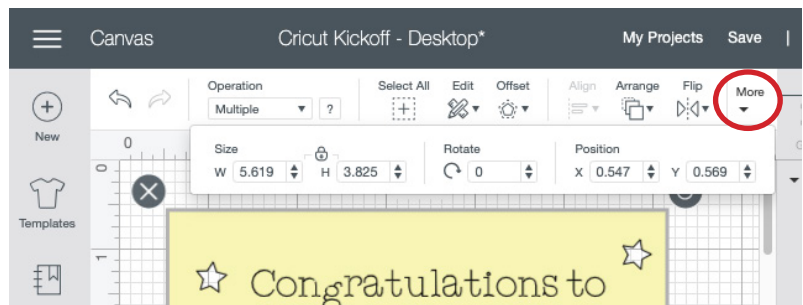 Canvas Cricut Kickoff - Desktop* My Projects Save |
Operation Select All Edit Offset Align Arrange Flip More
Multiple ?
New
0
Size Rotate Position
W 5.619 H 3.825 0 X 0.547 Y 0.569
0
Templates
1
Congratulations to